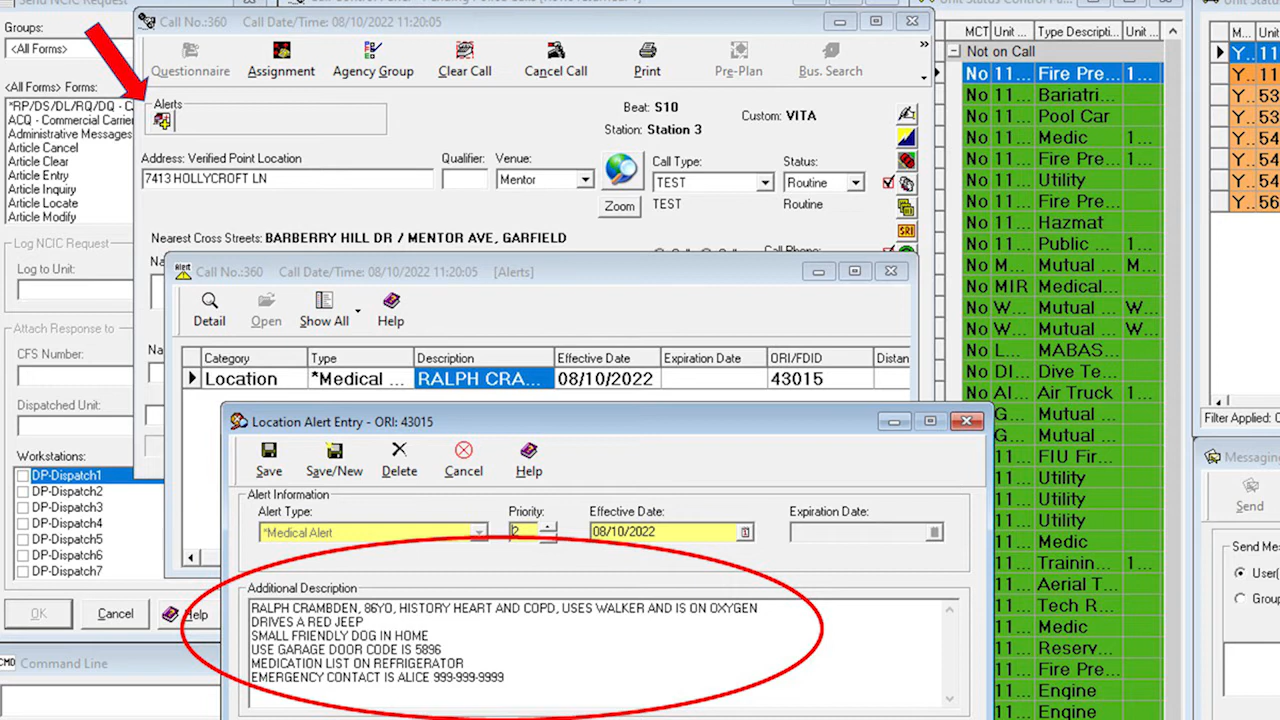 Send NCIC Request
Groups:
<All Forms>
<All Forms> Forms:
*RP/DS/DL/RQ/DQ - C
ACQ - Commercial Carrier
Administrative Messages
Article Cancel
Article Clear
Article Entry
Article Inquiry
Article Locate
Article Modify
Log NCIC Request
Log to Unit:
Attach Response to
CFS Number:
Dispatched Unit:
Workstations:
DP-Dispatch1
DP-Dispatch2
DP-Dispatch3
DP-Dispatch4
DP-Dispatch5
DP-Dispatch6
DP-Dispatch7
OK Cancel Help
Command Line
Call No.:360 Call Date/Time: 08/10/2022 11:20:05
Questionnaire Assignment Agency Group Clear Call Cancel Call Print Pre-Plan Bus. Search
Alerts
Beat: S10
Station: Station 3
Custom: VITA
Address: Verified Point Location Qualifier: Venue: Call Type: Status:
7413 HOLLYCROFT LN Mentor TEST Routine
Zoom TEST Routine
SRI
Nearest Cross Streets: BARBERRY HILL DR / MENTOR AVE, GARFIELD
Call Phone:
Alert Call No.:360 Call Date/Time: 08/10/2022 11:20:05 [Alerts]
Detail Open Show All Help
Category Type Description Effective Date Expiration Date ORI/FDID Distan
Location *Medical ... RALPH CRA... 08/10/2022 43015
Location Alert Entry - ORI: 43015
Save Save/New Delete Cancel Help
Alert Information
Alert Type: Priority: Effective Date: Expiration Date:
*Medical Alert 2 08/10/2022
Additional Description
RALPH CRAMBDEN, 86YO, HISTORY HEART AND COPD, USES WALKER AND IS ON OXYGEN
DRIVES A RED JEEP
SMALL FRIENDLY DOG IN HOME
USE GARAGE DOOR CODE IS 5896
MEDICATION LIST ON REFRIGERATOR
EMERGENCY CONTACT IS ALICE 999-999-9999
MCT Unit ... Type Descripti... Unit ...
Not on Call
No 11... Fire Pre... 1...
No 11... Bariatri...
No 11... Pool Car
No 11... Medic 1...
No 11... Fire Pre... 1...
No 11... Utility
No 11... Fire Pre... 1...
No 11... Hazmat
No 11... Public 1...
No M... Mutual M...
No MIR Medical...
No W... Mutual W...
No W... Mutual W...
No L... MABAS...
No DI... Dive Te...
No AI... Air Truck 1...
G... Mutual
G... Mutual
11... FIU Fir...
11... Utility
11... Utility
11... Utility
11... Medic
11... Trainin... 1...
11... Aerial T...
11... Tech R...
11... Medic
11... Reserv...
11... Fire Pre...
11... Engine
11... Engine
M... Unit
Y... 11
Y... 11
Y... 53
Y... 53
Y... 54
Y... 54
Y... 54
Y... 56
Filter Applied:
Messaging
Send
Send Mes
User(
Group